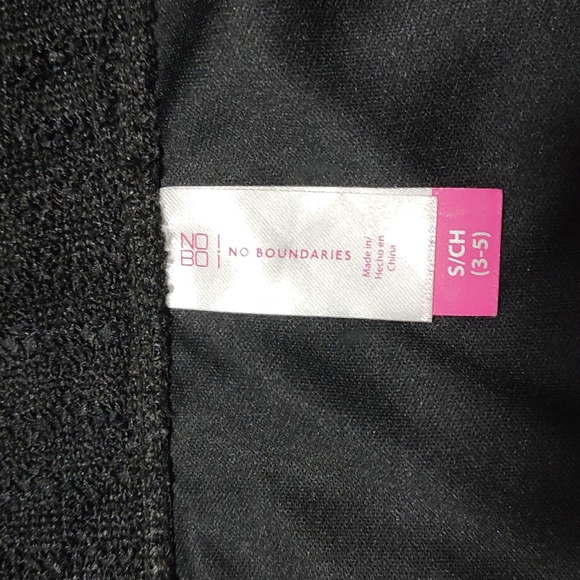 NO
BO
NO BOUNDARIES
Made in/
Hecho en
China
S/CH
(3-5)